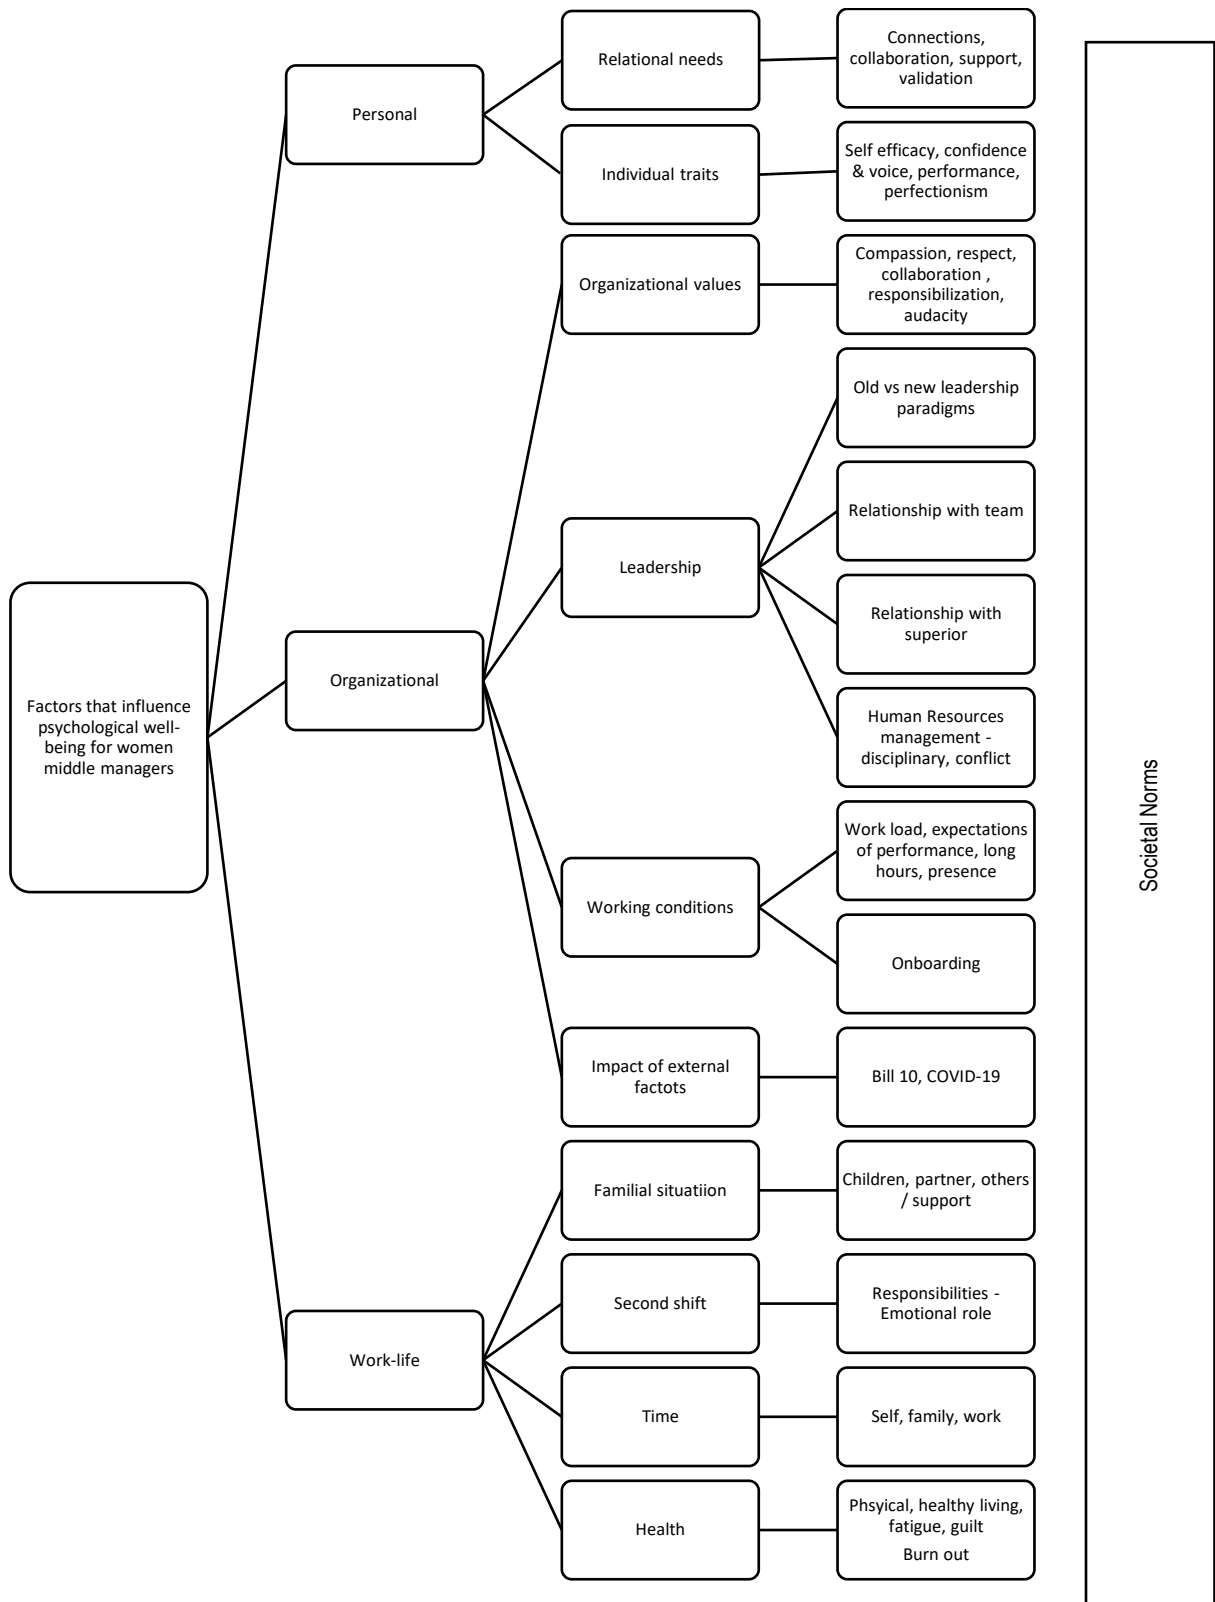 Factors that influence
psychological well-
being for women
middle managers
Personal
Relational needs
Connections,
collaboration, support,
validation
Individual traits
Self efficacy, confidence
& voice, performance,
perfectionism
Organizational
Organizational values
Compassion, respect,
collaboration ,
responsibilization,
audacity
Leadership
Old vs new leadership
paradigms
Relationship with team
Relationship with
superior
Human Resources
management -
disciplinary, conflict
Working conditions
Work load, expectations
of performance, long
hours, presence
Onboarding
Impact of external
factots
Bill 10, COVID-19
Work-life
Familial situatiion
Children, partner, others
/ support
Second shift
Responsibilities -
Emotional role
Time
Self, family, work
Health
Phsyical, healthy living,
fatigue, guilt
Burn out
Societal Norms